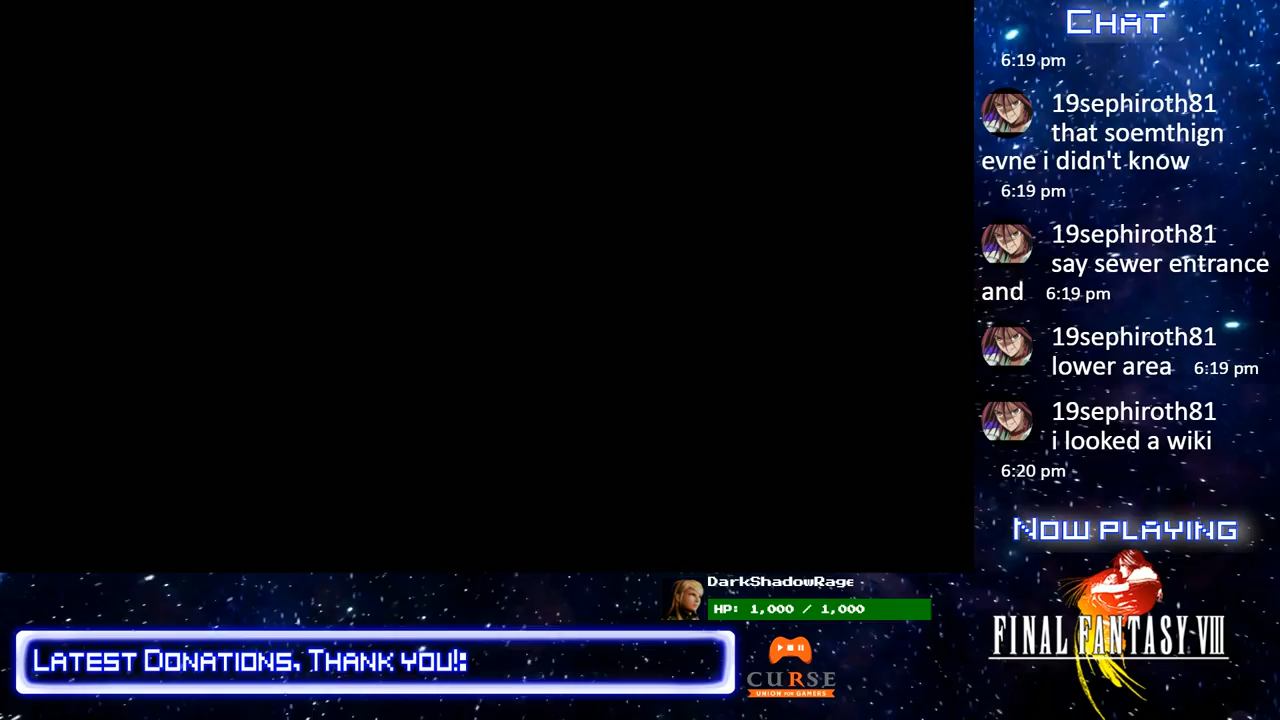 CHAT
6:19 pm
19sephiroth81
that soemthign
evne i didn't know
6:19 pm
19sephiroth81
say sewer entrance
and 6:19 pm
19sephiroth81
lower area 6:19 pm
19sephiroth81
i looked a wiki
6:20 pm
NOW PLAYING
FINAL FANTASY VIII
DarkShadowRage
HP: 1,000 / 1,000
LATEST DONATIONS, THANK YOU!:
CURSE
UNION FOR GAMERS